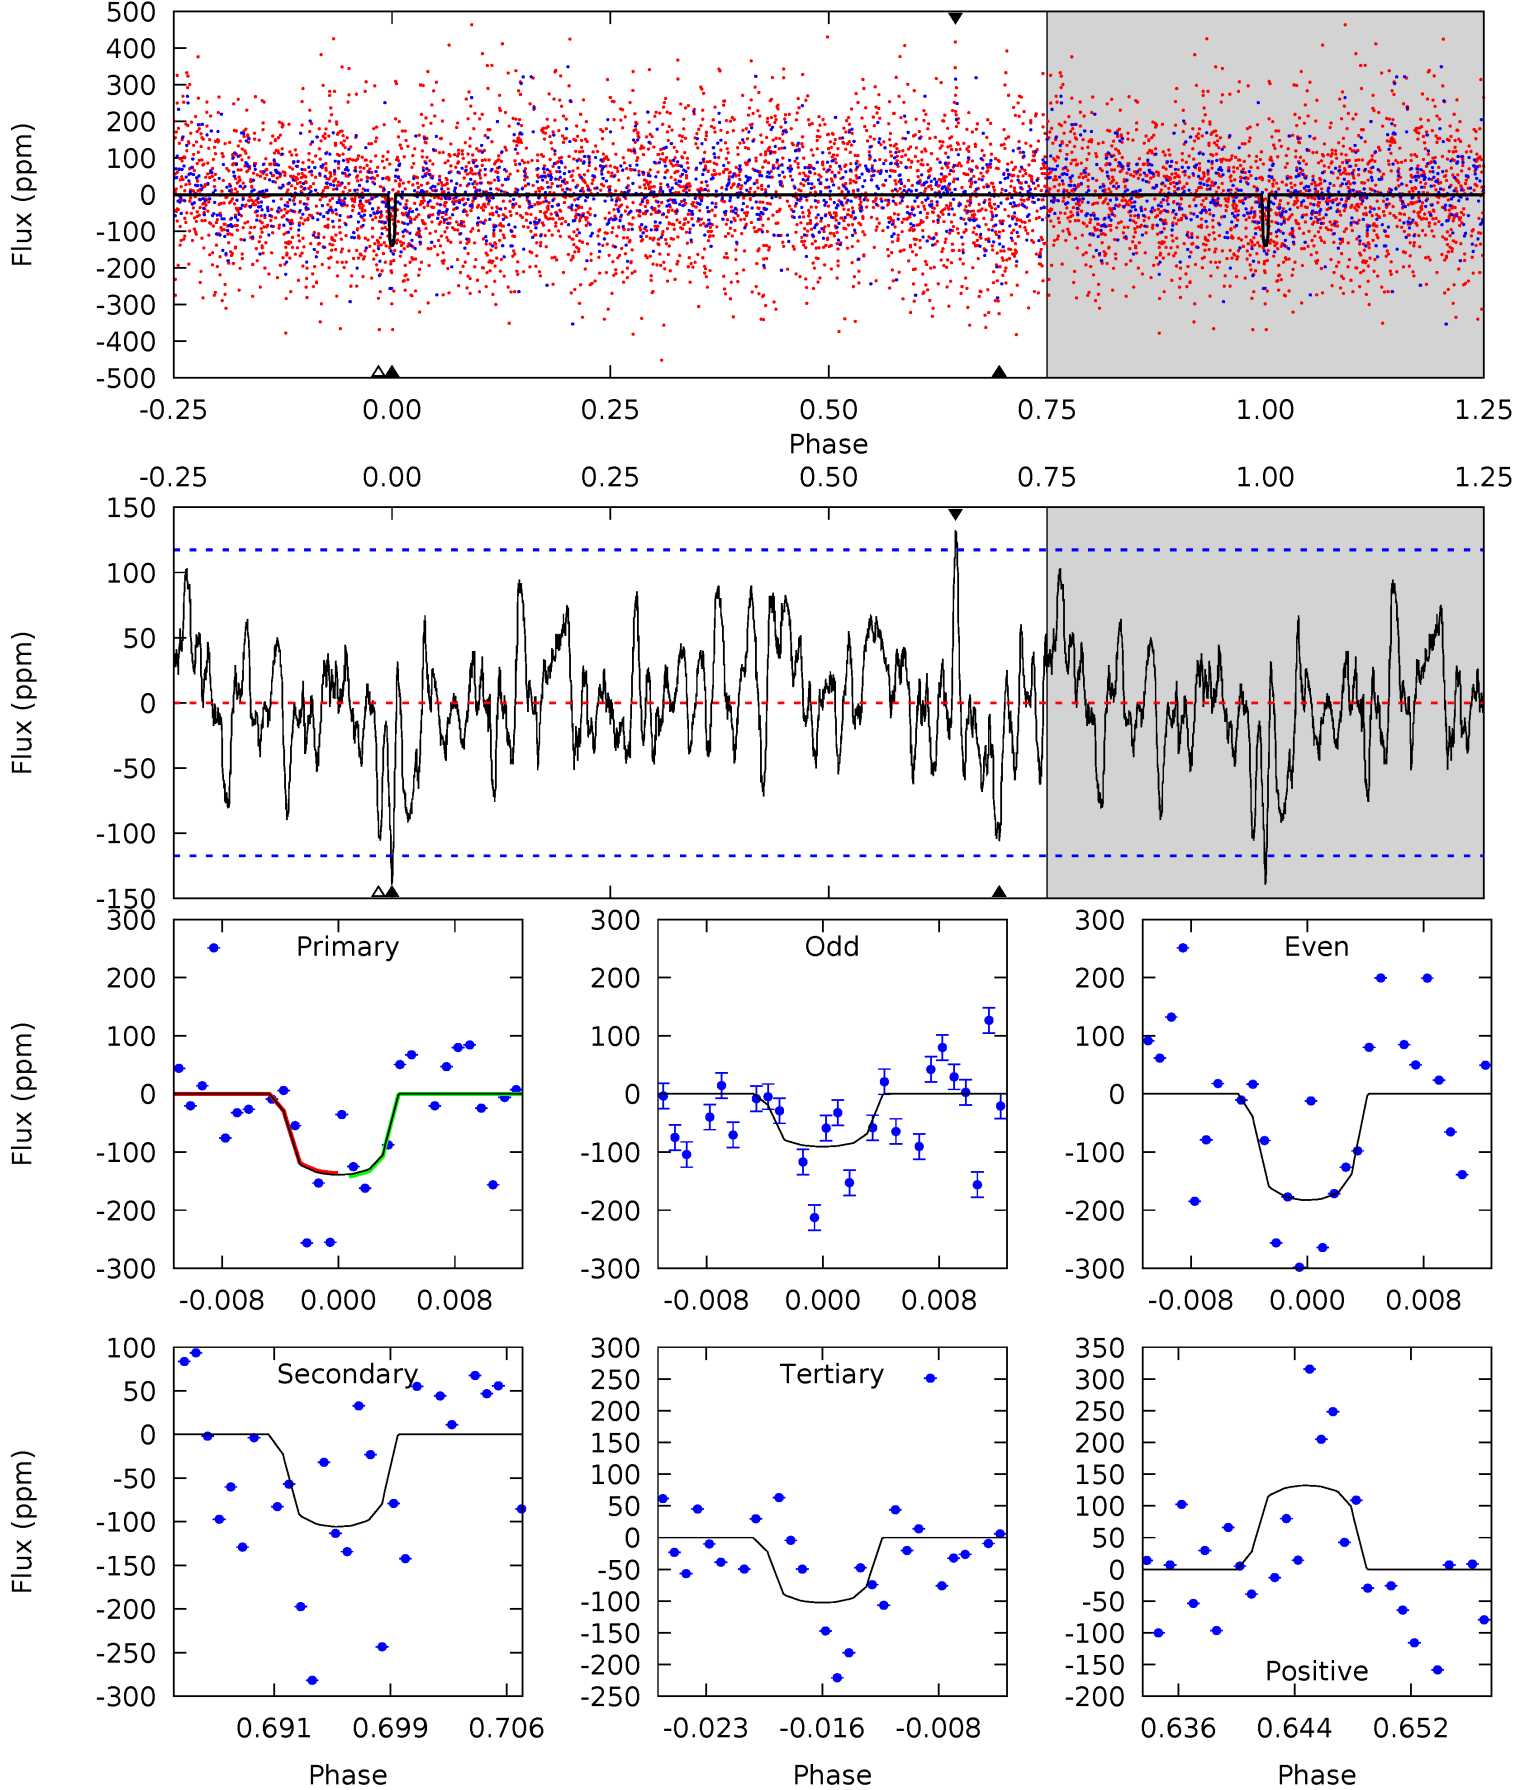 500
400
300
200
100
0
-100
-200
-300
-400
-500
Flux (ppm)
-0.25 0.00 0.25 0.50 0.75 1.00 1.25
Phase
-0.25 0.00 0.25 0.50 0.75 1.00 1.25
150
100
50
0
-50
-100
-150
Flux (ppm)
Primary Odd Even
300 300 300
200 200 200
100 100 100
0 0 0
-100 -100 -100
-200 -200 -200
-300 -300 -300
Flux (ppm)
-0.008 0.000 0.008 -0.008 0.000 0.008 -0.008 0.000 0.008
Secondary Tertiary
100
50
0
-50
-100
-150
-200
-250
-300
Flux (ppm)
300
250
200
150
100
50
0
-50
-100
-150
-200
-250
350
300
250
200
150
100
50
0
-50
-100
-150
-200
Positive
0.691 0.699 0.706 -0.023 -0.016 -0.008 0.636 0.644 0.652
Phase Phase Phase